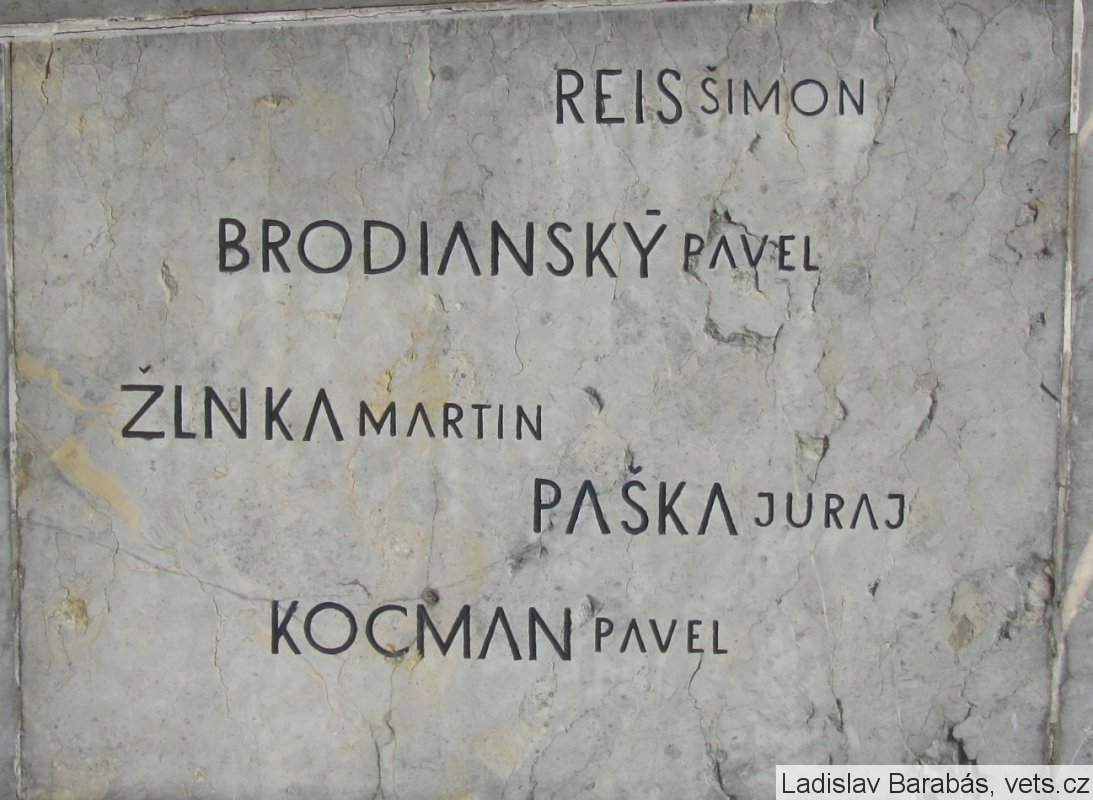 REIS ŠIMON
BRODIANSKÝ PAVEL
ŽLNKA MARTIN
PAŠKA JURAJ
KOCMAN PAVEL
Ladislav Barabás, vets.cz